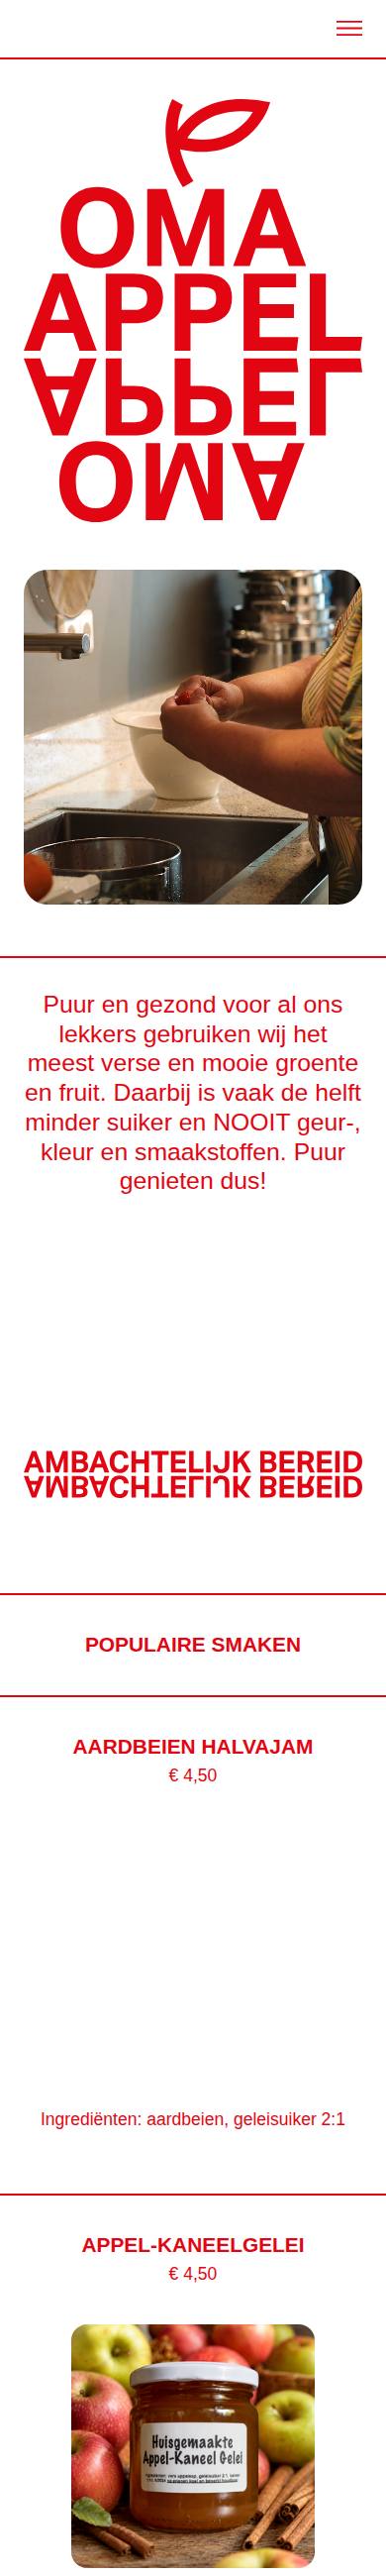 OMA
APPEL
APPEL
OMA
Puur en gezond voor al ons
lekkers gebruiken wij het
meest verse en mooie groente
en fruit. Daarbij is vaak de helft
minder suiker en NOOIT geur-,
kleur en smaakstoffen. Puur
genieten dus!
AMBACHTELIJK BEREID
AMBACHTELIJK BEREID
POPULAIRE SMAKEN
AARDBEIEN HALVAJAM
€ 4,50
Ingrediënten: aardbeien, geleisuiker 2:1
APPEL-KANEELGELEI
€ 4,50
Huisgemaakte
Appel-Kaneel Gelei